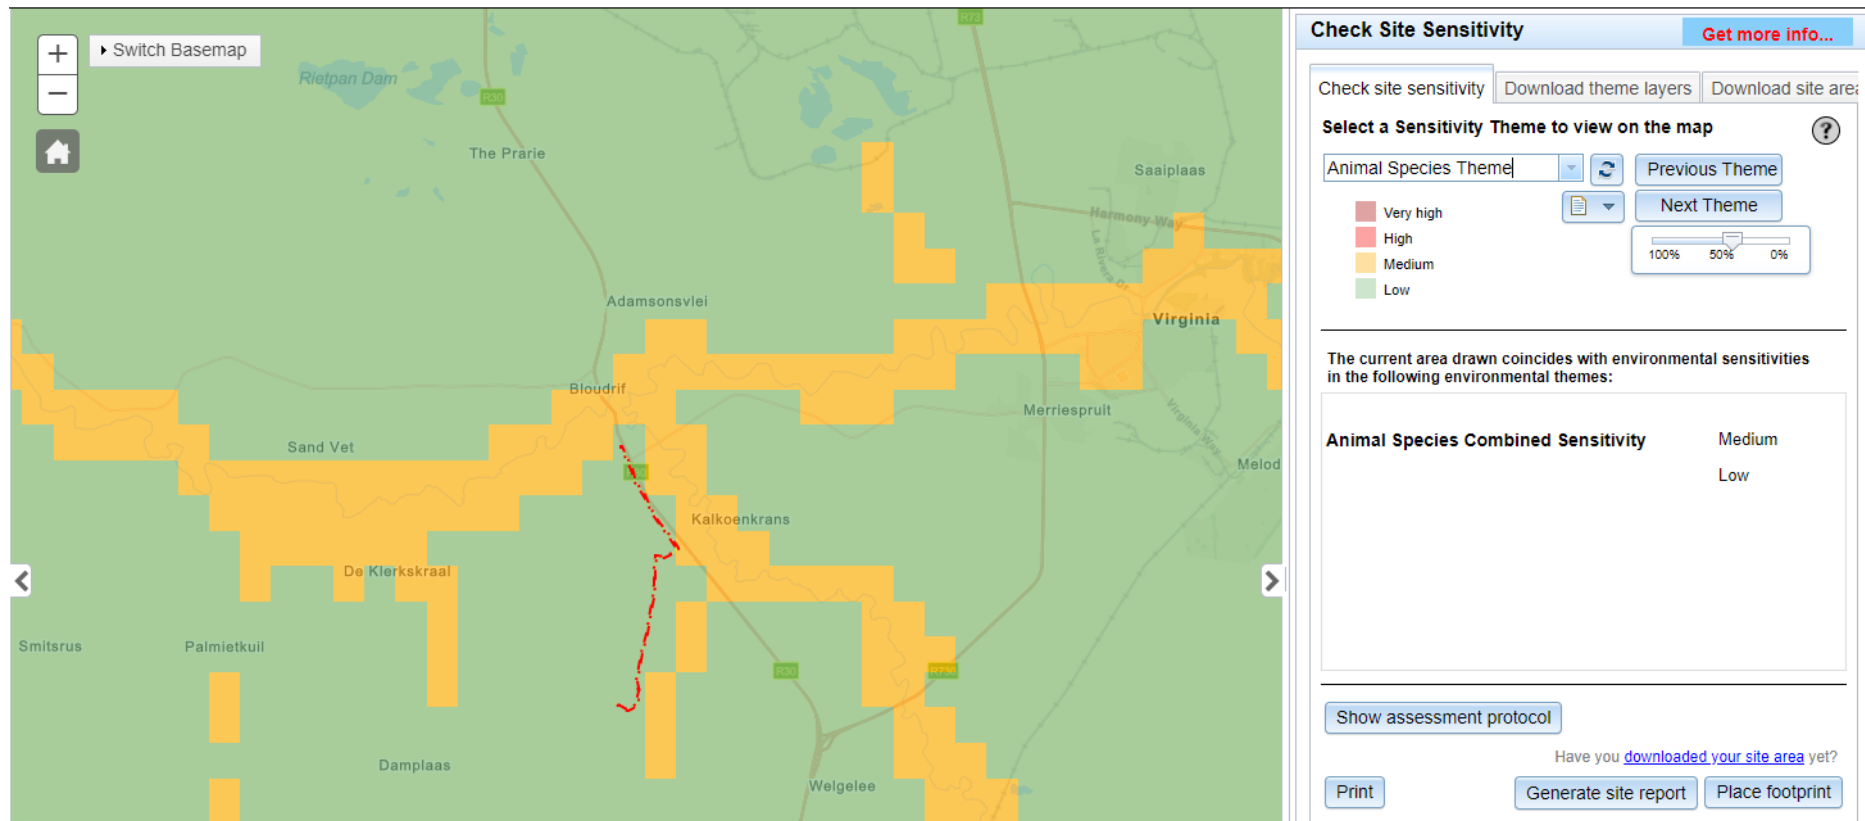 Switch Basemap
+
−
R73
Rietpan Dam
R30
The Prarie
Saaiplaas
Harmony Way
La Rivera Dr
Adamsonsvlei
Virginia
Bloudrif
Merriespruit
Virginia Way
Sand Vet
Melod
Kalkoenkrans
De Klerkskraal
Smitsrus
Palmietkuil
R30
R730
Damplaas
Welgelee
Check Site Sensitivity
Get more info...
Check site sensitivity
Download theme layers
Download site area
Select a Sensitivity Theme to view on the map
?
Animal Species Theme
Previous Theme
Next Theme
Very high
High
Medium
Low
100% 50% 0%
The current area drawn coincides with environmental sensitivities
in the following environmental themes:
Animal Species Combined Sensitivity Medium
Low
Show assessment protocol
Have you downloaded your site area yet?
Print
Generate site report
Place footprint